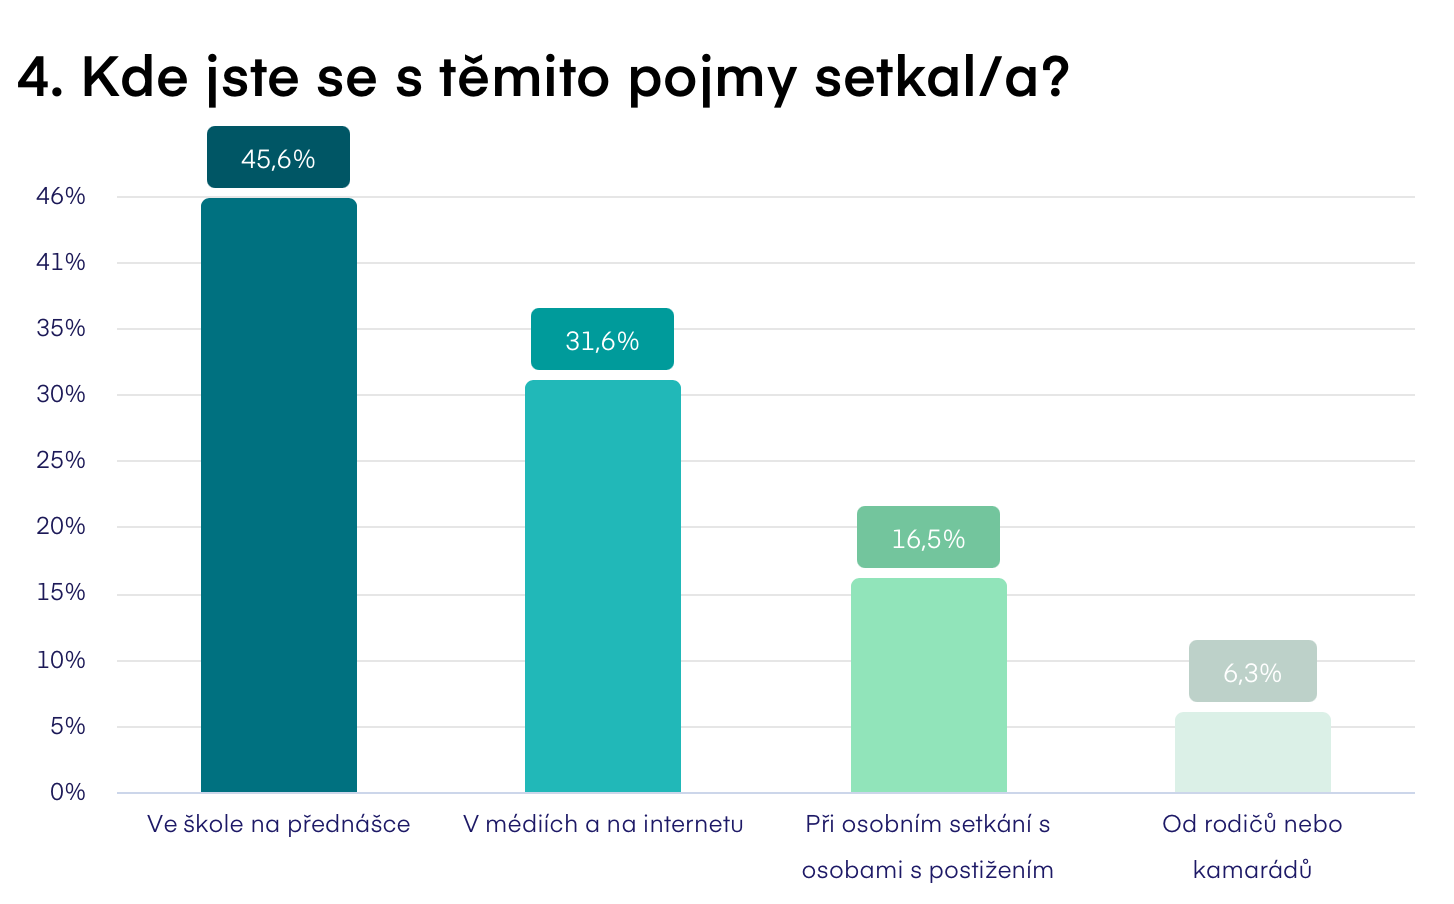 4. Kde jste se s těmito pojmy setkal/a?
45,6%
46%
41%
35%
31,6%
30%
25%
20%
16,5%
15%
10%
6,3%
5%
0%
Ve škole na přednášce
V médiích a na internetu
Při osobním setkání s
osobami s postižením
Od rodičů nebo
kamarádů